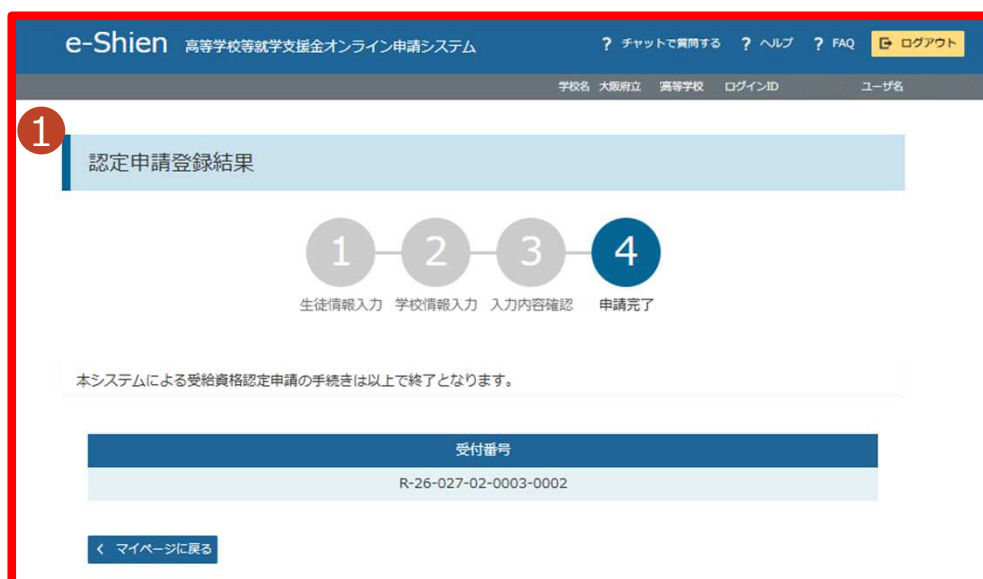 e-Shien 高等学校等就学支援金オンライン申請システム ? チャットで質問する ? ヘルプ ? FAQ ログアウト
学校名 大阪府立 高等学校 ログインID ユーザ名
1
認定申請登録結果
1 2 3 4
生徒情報入力 学校情報入力 入力内容確認 申請完了
本システムによる受給資格認定申請の手続きは以上で終了となります。
受付番号
R-26-027-02-0003-0002
マイページに戻る